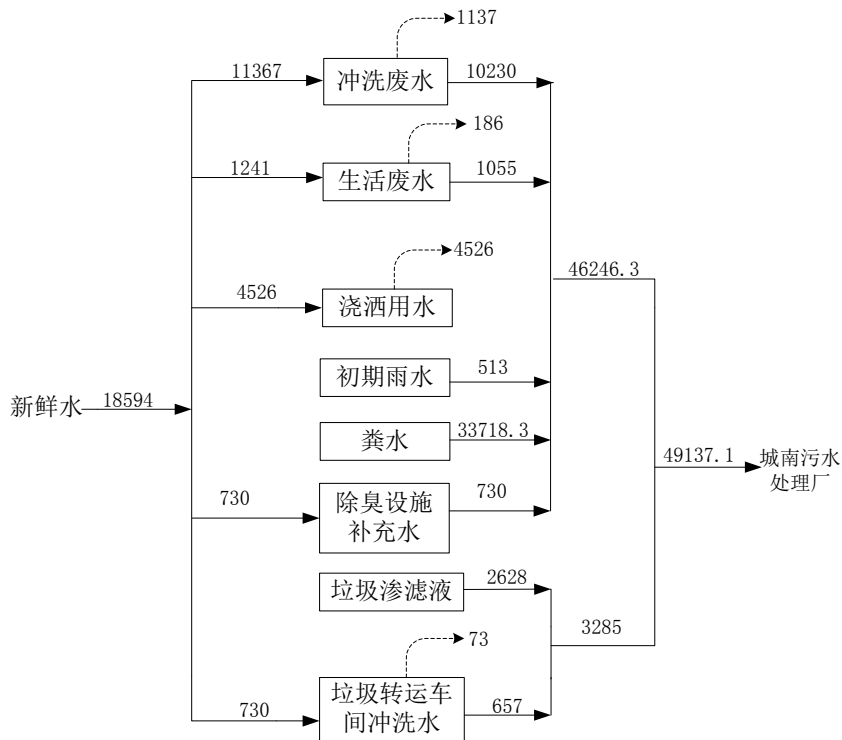 1137
11367
冲洗废水
10230
186
1241
生活废水
1055
4526
4526
浇洒用水
46246.3
初期雨水
513
新鲜水
18594
粪水
33718.3
49137.1
城南污水
处理厂
730
除臭设施
补充水
730
垃圾渗滤液
2628
3285
73
730
垃圾转运车
间冲洗水
657